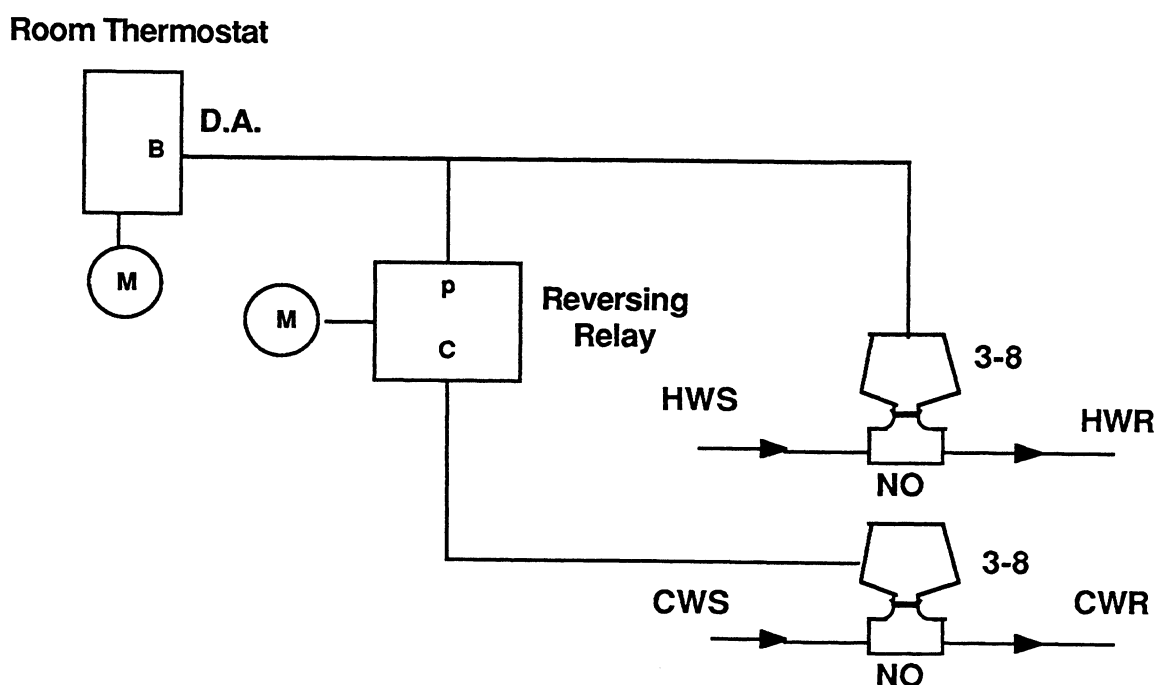 Room Thermostat
D.A.
B
M
p
M
C
Reversing
Relay
3-8
HWS
HWR
NO
3-8
CWS
CWR
NO